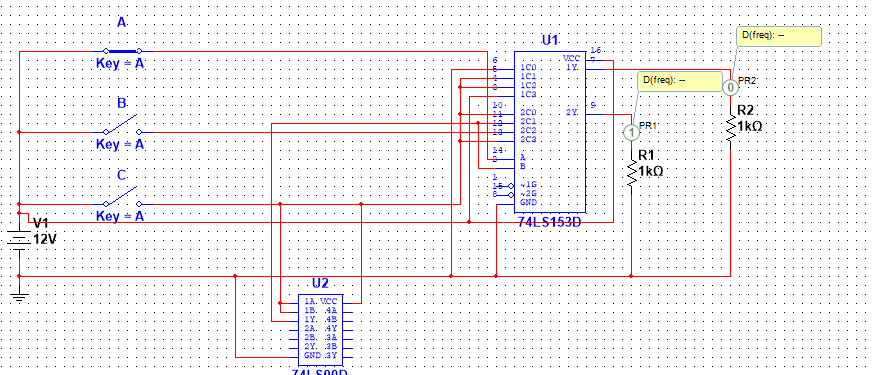 A
Key = A
B
Key = A
C
Key = A
V1
12V
U1
6
1C0
5
1C1
4
1C2
3
1C3
10
2C0
11
2C1
12
2C2
13
2C3
14
A
2
B
1
~1G
15
~2G
8
GND
VCC
16
1Y
7
2Y
9
74LS153D
D(freq): --
PR2
0
R2
1kΩ
D(freq): --
PR1
1
R1
1kΩ
U2
1A VCC
1B 4A
1Y 4B
2A 4Y
2B 3A
2Y 3B
GND 3Y
74LS00D